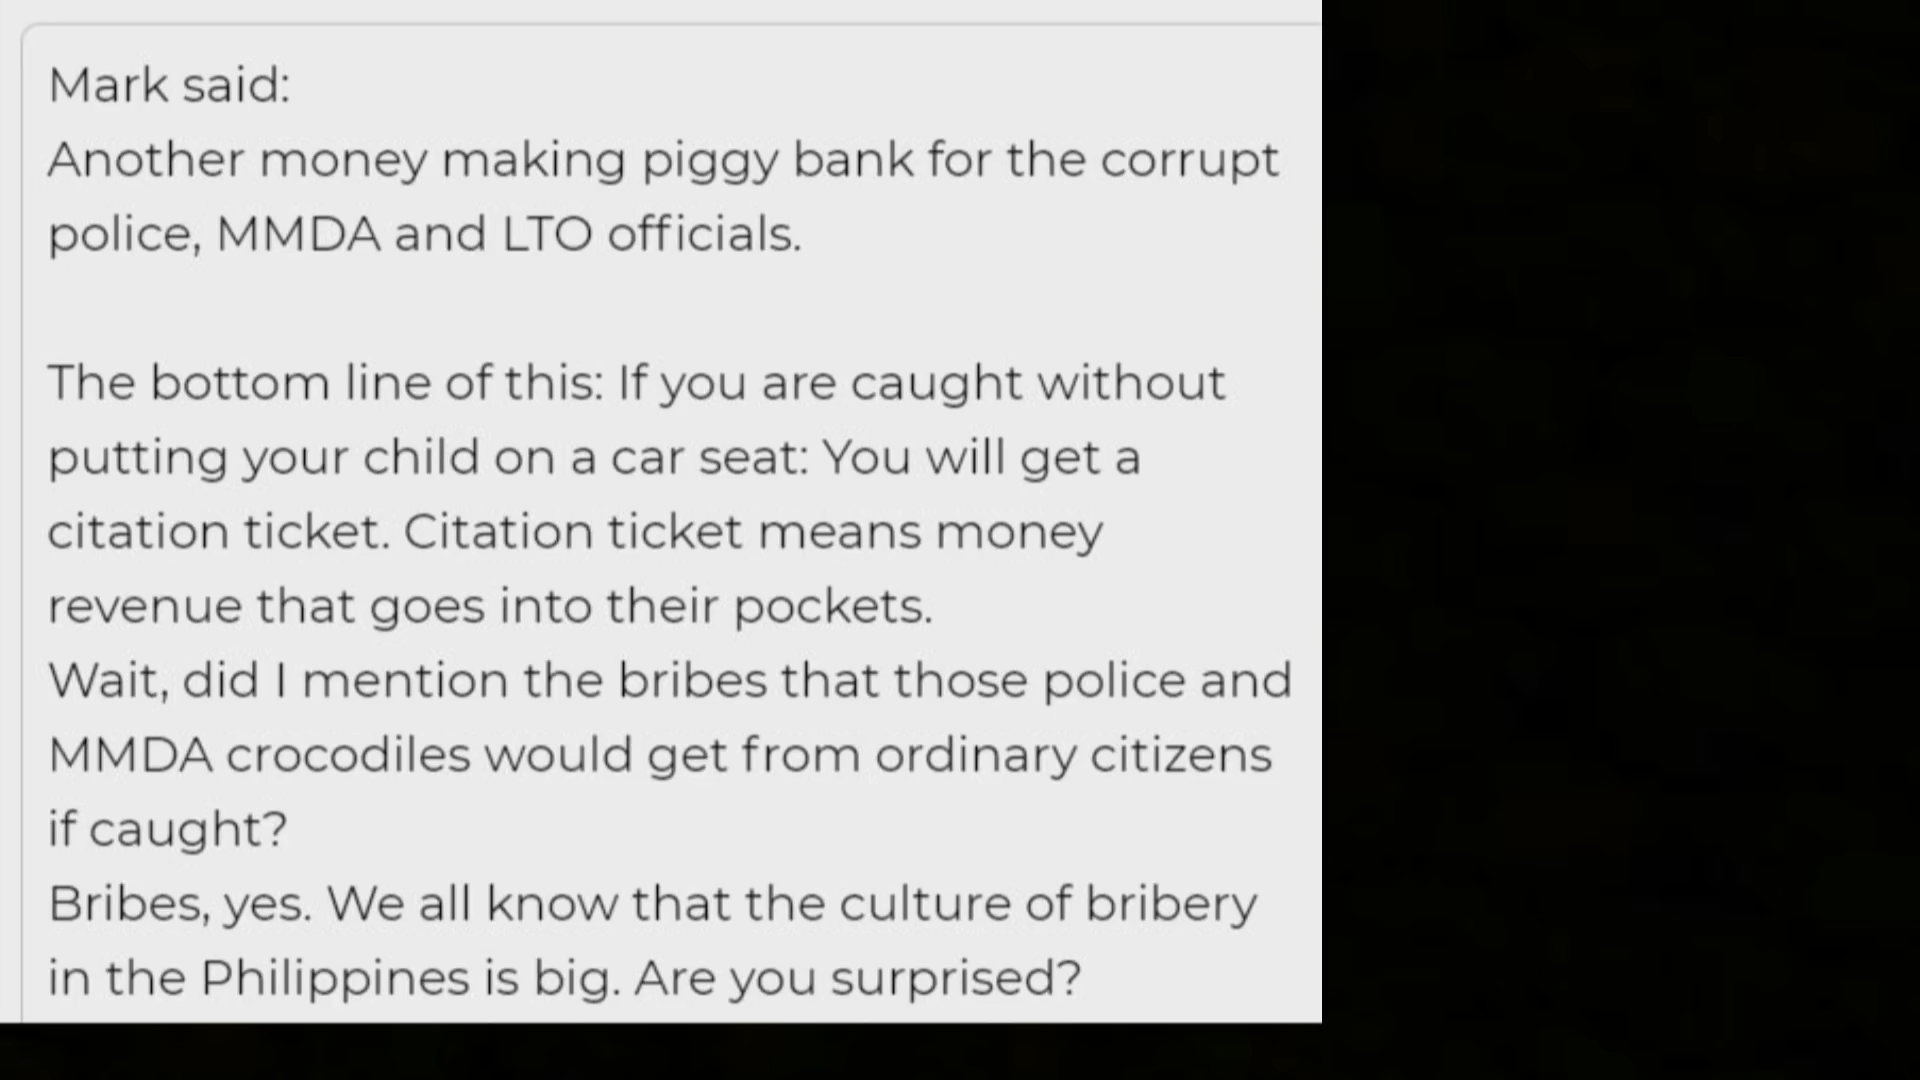 Mark said:
Another money making piggy bank for the corrupt
police, MMDA and LTO officials.
The bottom line of this: If you are caught without
putting your child on a car seat: You will get a
citation ticket. Citation ticket means money
revenue that goes into their pockets.
Wait, did I mention the bribes that those police and
MMDA crocodiles would get from ordinary citizens
if caught?
Bribes, yes. We all know that the culture of bribery
in the Philippines is big. Are you surprised?